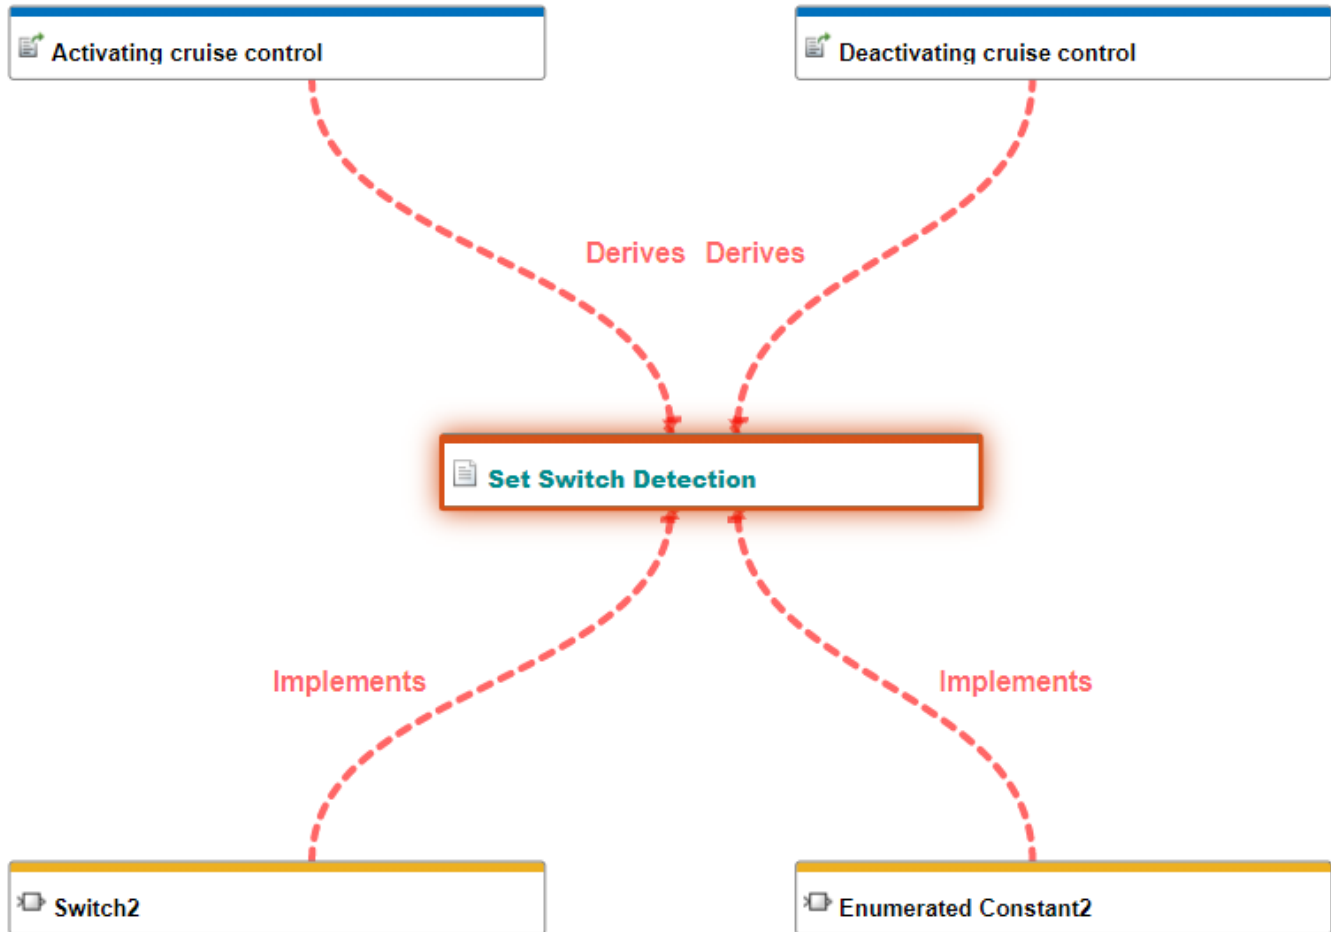 Activating cruise control
Deactivating cruise control
Derives Derives
Set Switch Detection
Implements
Implements
Switch2
Enumerated Constant2